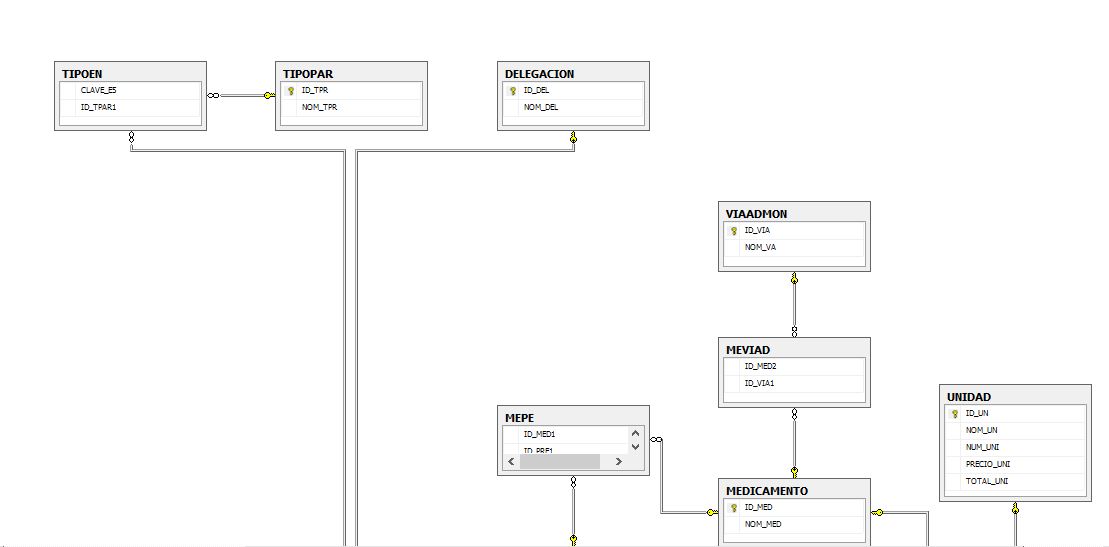 TIPOEN
CLAVE_E5
ID_TPAR1
TIPOPAR
ID_TPR
NOM_TPR
DELEGACION
ID_DEL
NOM_DEL
VIAADMON
ID_VIA
NOM_VA
MEVIAD
ID_MED2
ID_VIA1
UNIDAD
ID_UN
NOM_UN
NUM_UNI
PRECIO_UNI
TOTAL_UNI
MEPE
ID_MED1
ID_PRE1
MEDICAMENTO
ID_MED
NOM_MED